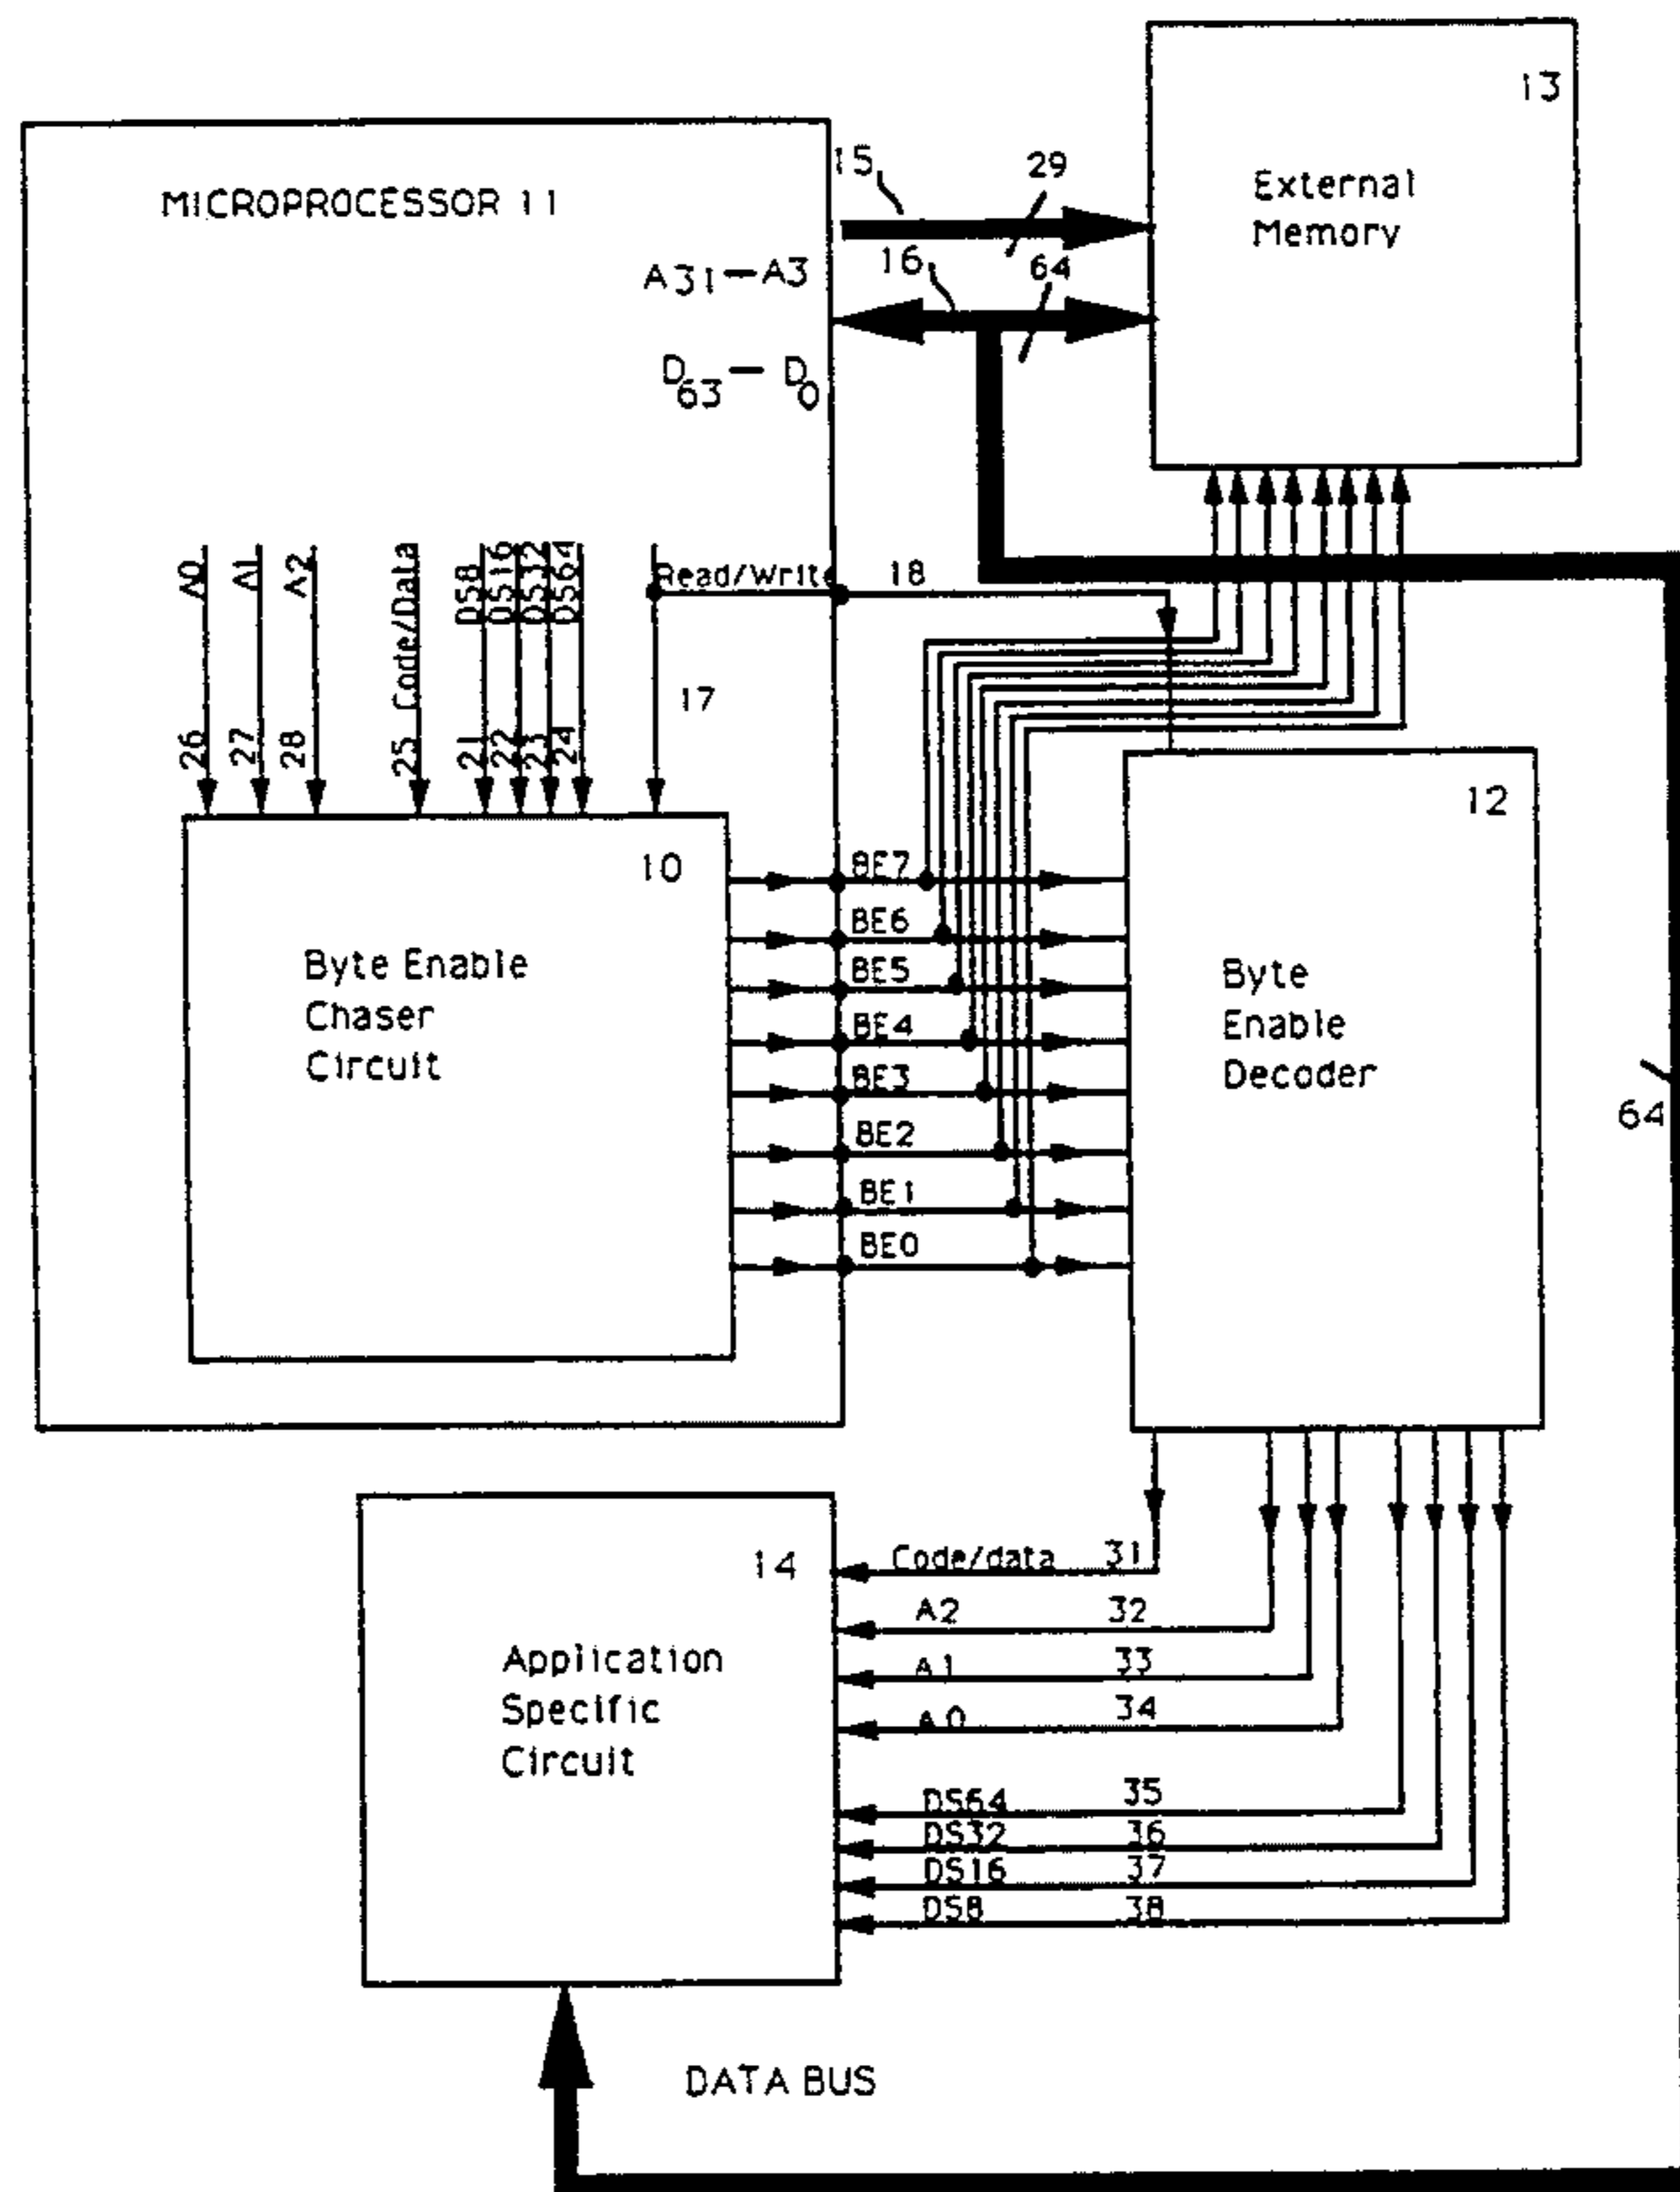 13
External
Memory
MICROPROCESSOR 11
15
29
A31-A3
16
64
D63-D0
A0
A1
A2
Code/Data
DS8
DS16
DS32
DS64
Read/Write
18
17
26
27
28
25
21
22
23
24
10
Byte Enable
Chaser
Circuit
BE7
BE6
BE5
BE4
BE3
BE2
BE1
BE0
12
Byte
Enable
Decoder
64
14
Application
Specific
Circuit
Code/data 31
A2 32
A1 33
A0 34
DS64 35
DS32 36
DS16 37
DS8 38
DATA BUS